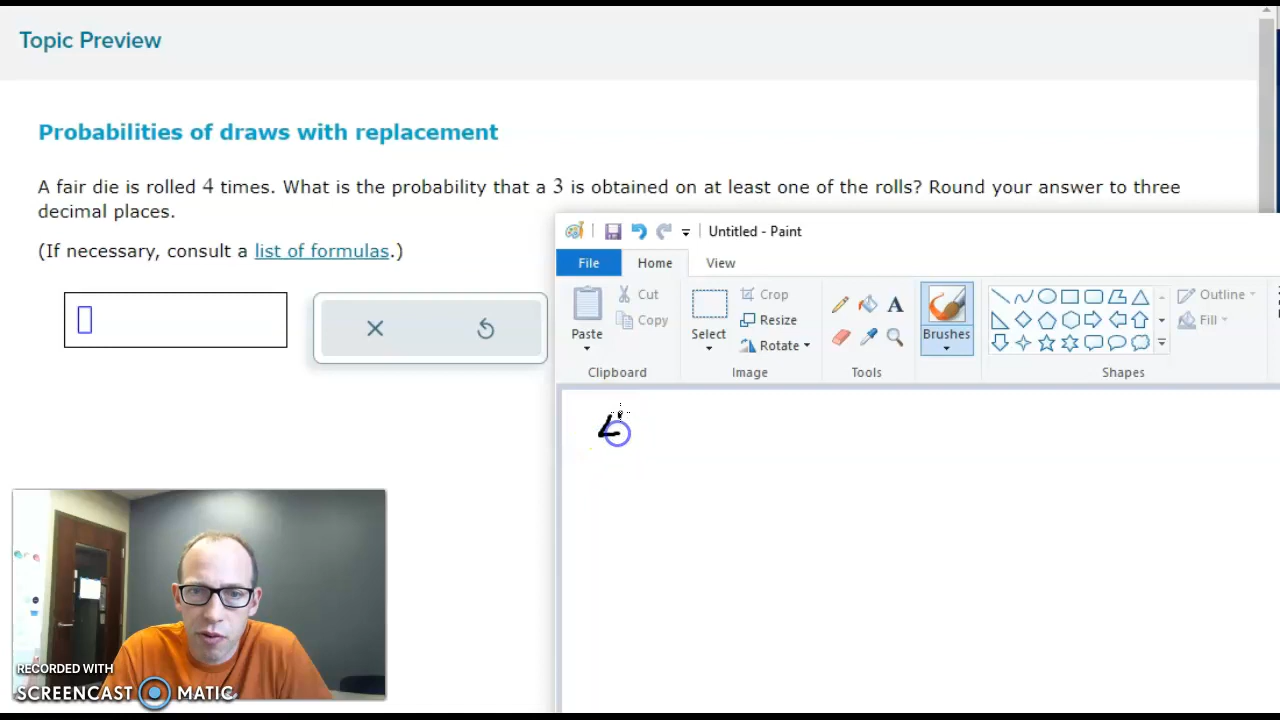 Topic Preview
Probabilities of draws with replacement
A fair die is rolled 4 times. What is the probability that a 3 is obtained on at least one of the rolls? Round your answer to three
decimal places.
(If necessary, consult a list of formulas.)
Untitled - Paint
File Home View
Paste Cut Copy
Clipboard
Select Crop Resize Rotate
Image
Tools
Brushes
Outline
Fill
Shapes
4
RECORDED WITH
SCREENCAST MATIC